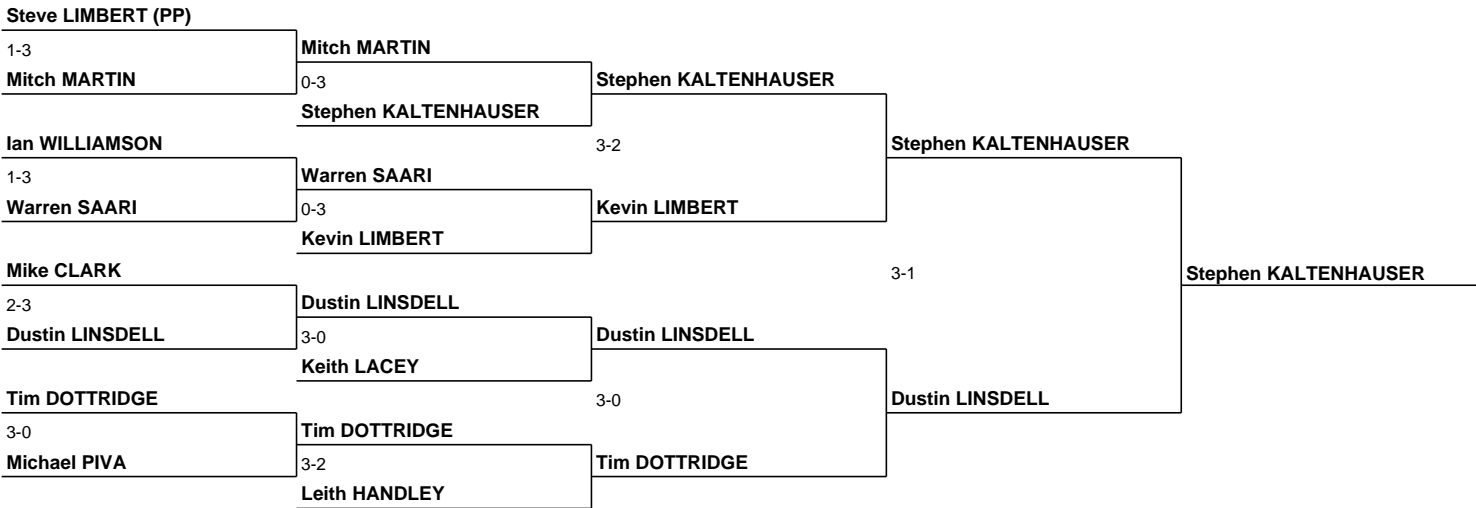 Steve LIMBERT (PP)
1-3
Mitch MARTIN
Mitch MARTIN
0-3
Stephen KALTENHAUSER
Stephen KALTENHAUSER
Ian WILLIAMSON
3-2
Stephen KALTENHAUSER
1-3
Warren SAARI
Warren SAARI
0-3
Kevin LIMBERT
Kevin LIMBERT
Mike CLARK
3-1
Stephen KALTENHAUSER
2-3
Dustin LINSDELL
Dustin LINSDELL
3-0
Dustin LINSDELL
Keith LACEY
Tim DOTTRIDGE
3-0
Dustin LINSDELL
3-0
Tim DOTTRIDGE
Michael PIVA
3-2
Tim DOTTRIDGE
Leith HANDLEY